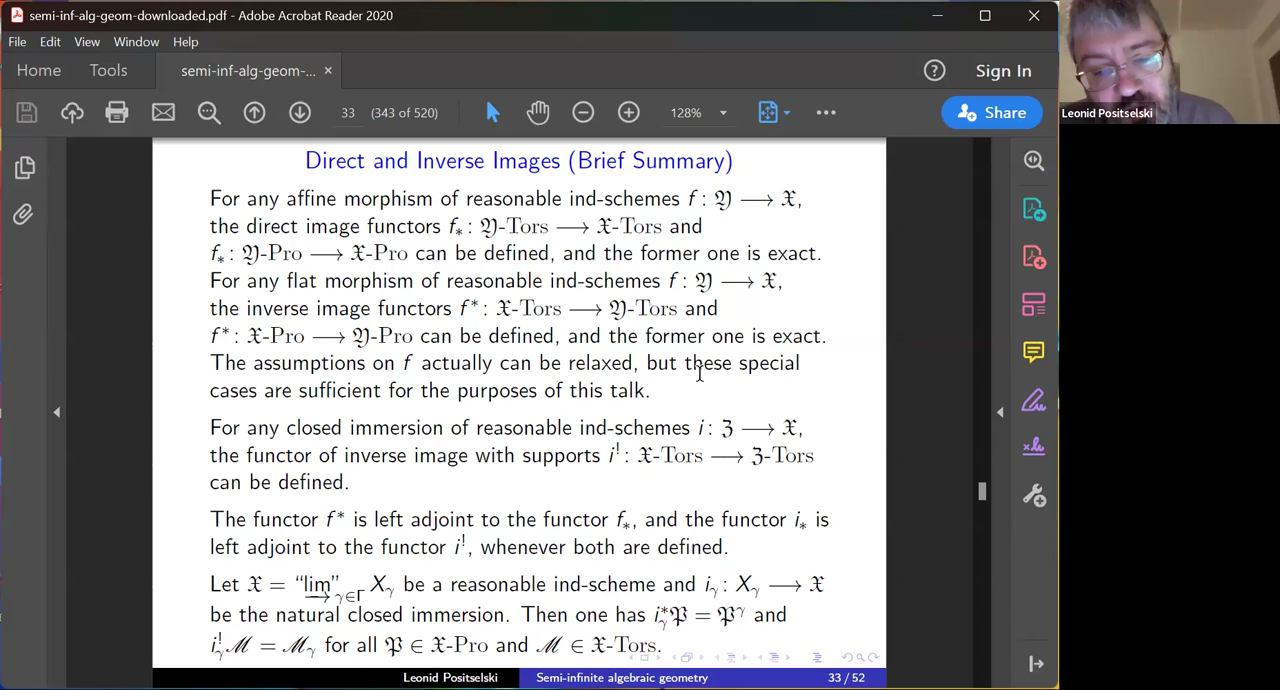 semi-inf-alg-geom-downloaded.pdf - Adobe Acrobat Reader 2020
File Edit View Window Help
Home Tools semi-inf-alg-geom-... × Sign In
33 (343 of 520) 128% Share
Leonid Positselski
Direct and Inverse Images (Brief Summary)
For any affine morphism of reasonable ind-schemes f : 𝔜 ⟶ 𝔛,
the direct image functors f_* : 𝔜-Tors ⟶ 𝔛-Tors and
f_* : 𝔜-Pro ⟶ 𝔛-Pro can be defined, and the former one is exact.
For any flat morphism of reasonable ind-schemes f : 𝔜 ⟶ 𝔛,
the inverse image functors f^* : 𝔛-Tors ⟶ 𝔜-Tors and
f^* : 𝔛-Pro ⟶ 𝔜-Pro can be defined, and the former one is exact.
The assumptions on f actually can be relaxed, but these special
cases are sufficient for the purposes of this talk.
For any closed immersion of reasonable ind-schemes i : ℨ ⟶ 𝔛,
the functor of inverse image with supports i^! : 𝔛-Tors ⟶ ℨ-Tors
can be defined.
The functor f^* is left adjoint to the functor f_*, and the functor i_* is
left adjoint to the functor i^!, whenever both are defined.
Let 𝔛 = “lim”_{⟶ γ∈Γ} X_γ be a reasonable ind-scheme and i_γ : X_γ ⟶ 𝔛
be the natural closed immersion. Then one has i_γ^*𝔓 = 𝔓^γ and
i_γ^!ℳ = ℳ_γ for all 𝔓 ∈ 𝔛-Pro and ℳ ∈ 𝔛-Tors.
Leonid Positselski Semi-infinite algebraic geometry 33 / 52